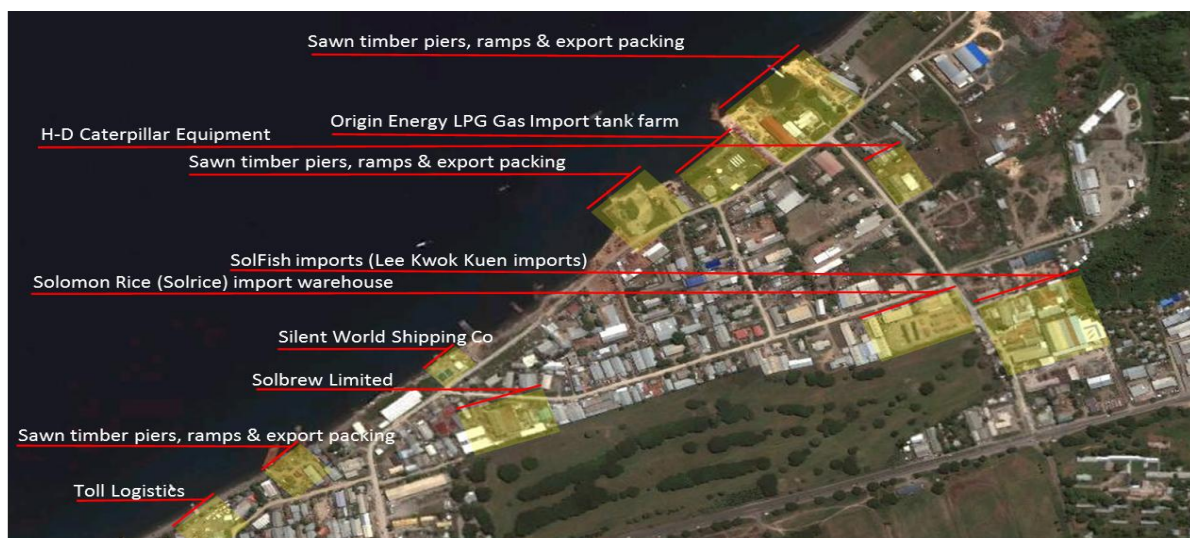 Sawn timber piers, ramps & export packing
Origin Energy LPG Gas Import tank farm
H-D Caterpillar Equipment
Sawn timber piers, ramps & export packing
SolFish imports (Lee Kwok Kuen imports)
Solomon Rice (Solrice) import warehouse
Silent World Shipping Co
Solbrew Limited
Sawn timber piers, ramps & export packing
Toll Logistics